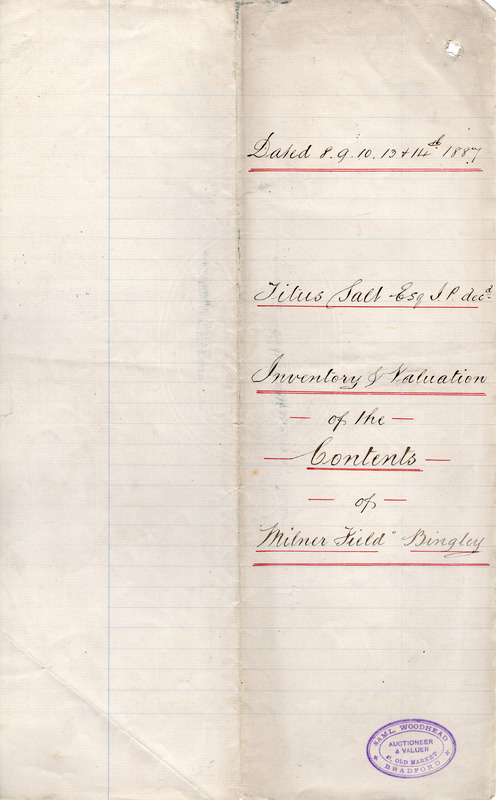 Dated 8. 9. 10. 13 & 14th 1887
Titus Salt Esq J.P. decd
Inventory & Valuation
— of the —
— Contents —
— of —
"Milner Field" Bingley
SAML. WOODHEAD
AUCTIONEER
& VALUER
OLD MARKET
BRADFORD